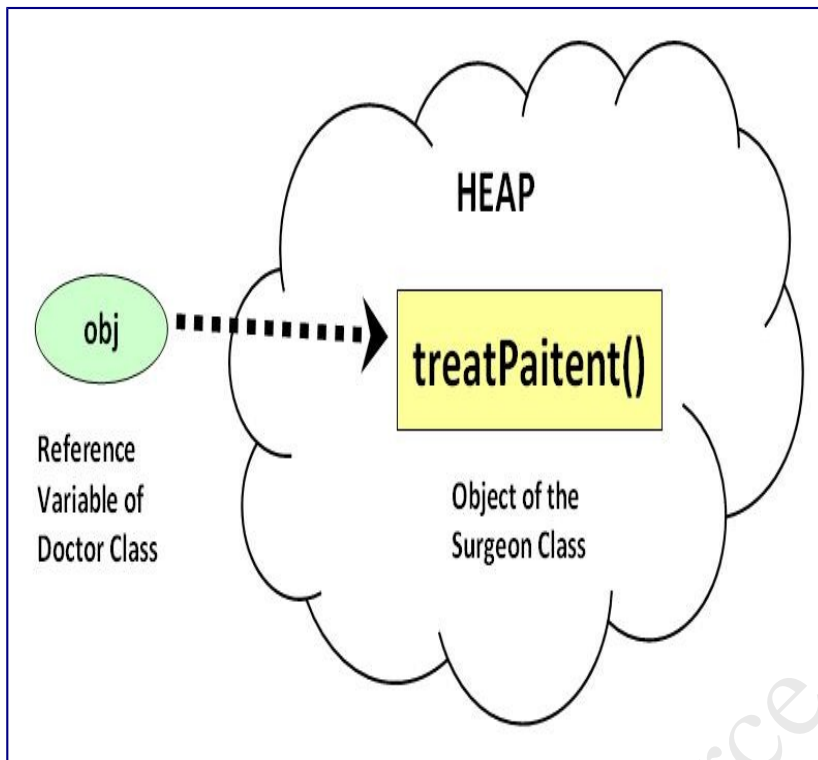 HEAP
obj
treatPaitent()
Reference
Variable of
Doctor Class
Object of the
Surgeon Class